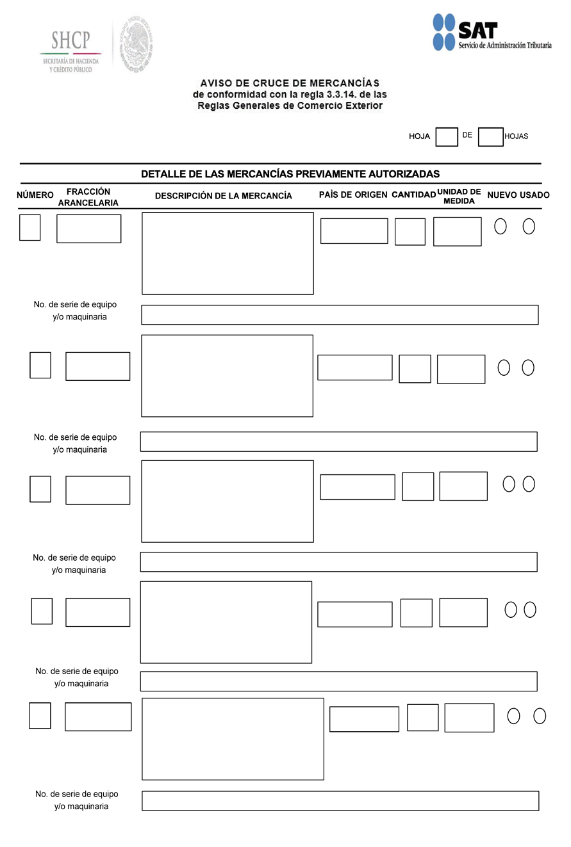 SHCP
SECRETARÍA DE HACIENDA
Y CRÉDITO PÚBLICO
SAT
Servicio de Administración Tributaria
AVISO DE CRUCE DE MERCANCÍAS
de conformidad con la regla 3.3.14. de las
Reglas Generales de Comercio Exterior
HOJA DE HOJAS
DETALLE DE LAS MERCANCÍAS PREVIAMENTE AUTORIZADAS
NÚMERO FRACCIÓN ARANCELARIA DESCRIPCIÓN DE LA MERCANCÍA PAÍS DE ORIGEN CANTIDAD UNIDAD DE MEDIDA NUEVO USADO
No. de serie de equipo
y/o maquinaria
No. de serie de equipo
y/o maquinaria
No. de serie de equipo
y/o maquinaria
No. de serie de equipo
y/o maquinaria
No. de serie de equipo
y/o maquinaria